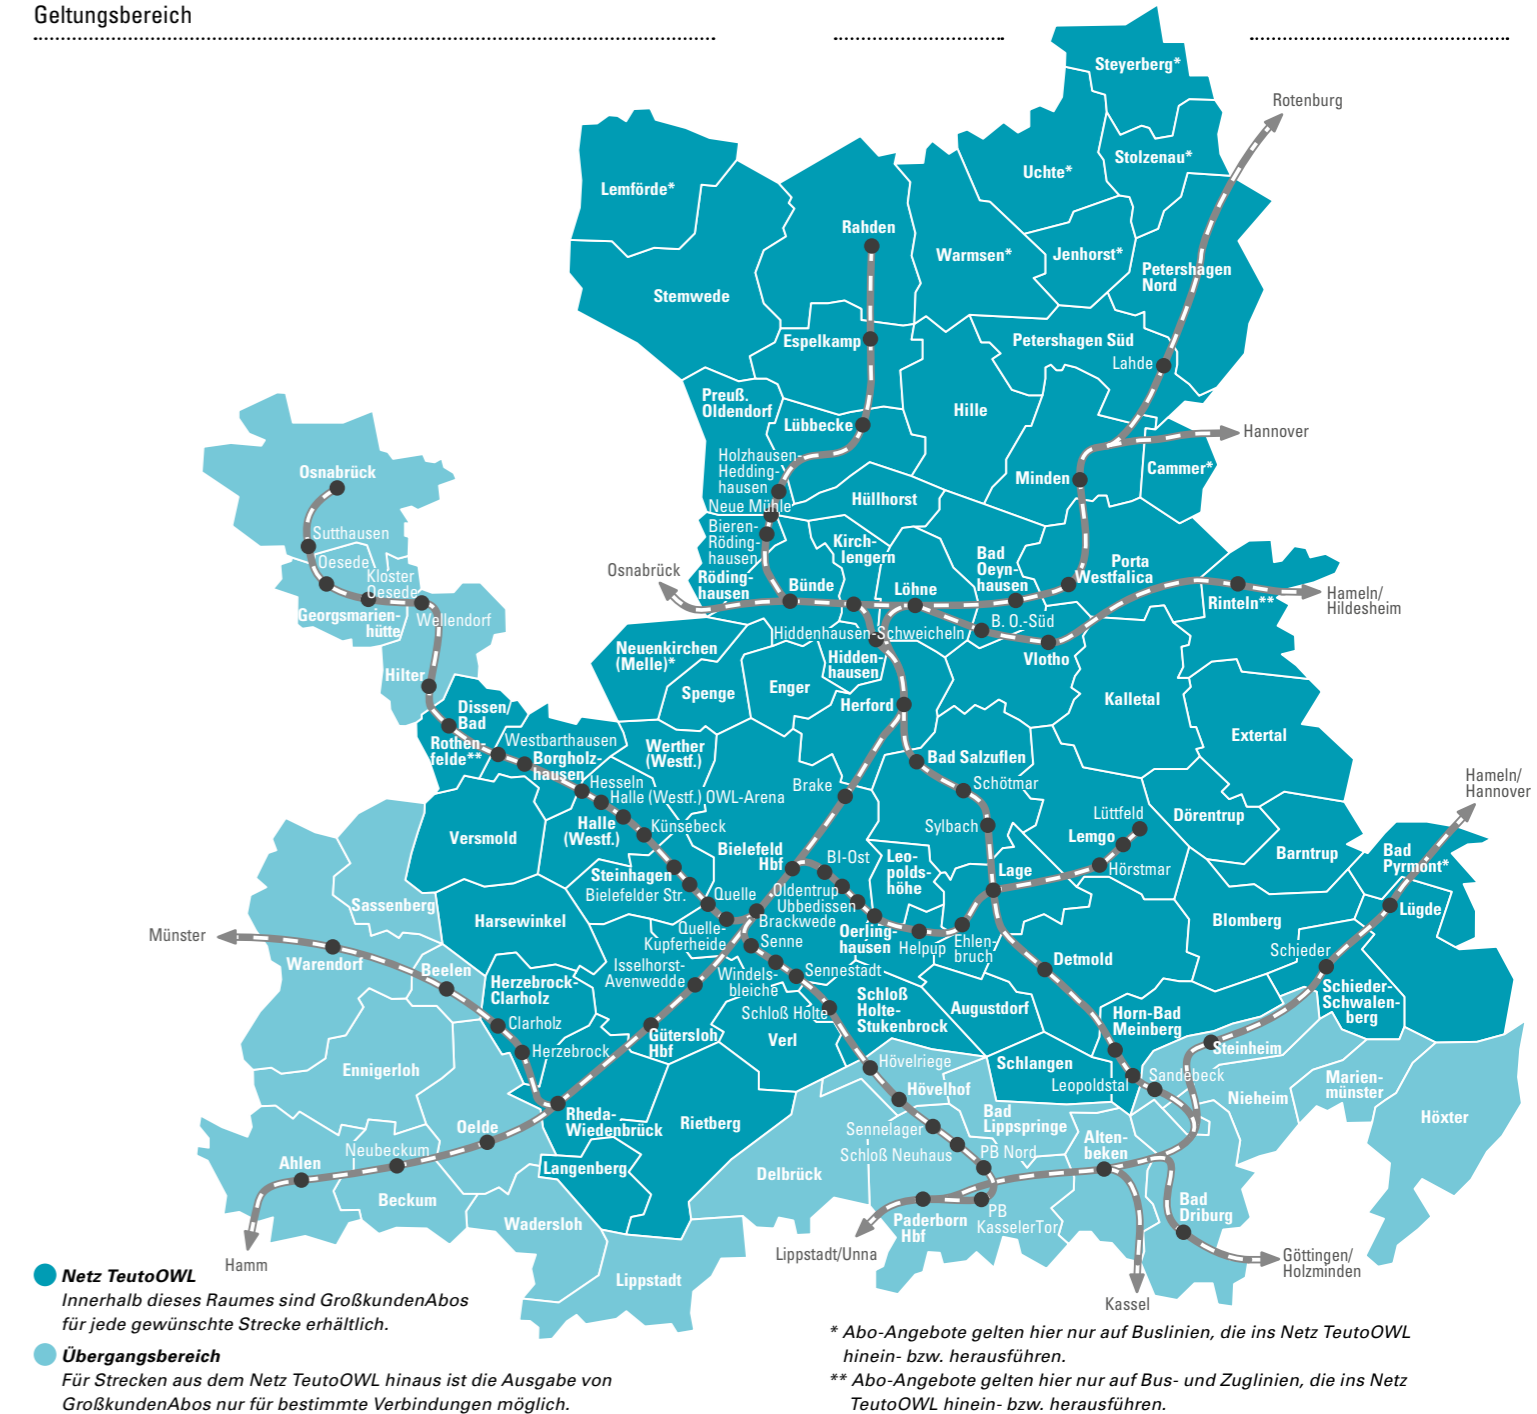 Geltungsbereich
Steyerberg*
Rotenburg
Stolzenau*
Uchte*
Lemförde*
Rahden
Warmsen*
Jenhorst*
Petershagen
Nord
Stemwede
Espelkamp
Petershagen Süd
Lahde
Preuß.
Oldendorf
Hille
Lübbecke
Hannover
Holzhausen-
Hedding-
hausen
Cammer*
Minden
Osnabrück
Hüllhorst
Neue Mühle
Bieren-
Röding-
hausen
Sutthausen
Kirch-
lengern
Bad
Oeyn-
hausen
Porta
Westfalica
Oesede
Kloster
Oesede
Osnabrück
Röding-
hausen
Bünde
Löhne
Rinteln**
Hameln/
Hildesheim
Georgsmarien-
hütte
Wellendorf
Hiddenhausen-Schweicheln
B. O.-Süd
Vlotho
Neuenkirchen
(Melle)*
Hidden-
hausen
Hilter
Spenge
Enger
Herford
Kalletal
Dissen/
Bad
Rothen-
felde**
Westbarthausen
Borgholz-
hausen
Werther
(Westf.)
Extertal
Bad Salzuflen
Hesseln
Halle (Westf.) OWL-Arena
Brake
Schötmar
Hameln/
Hannover
Versmold
Halle
(Westf.)
Künsebeck
Sylbach
Lüttfeld
Lemgo
Dörentrup
Bielefeld
Hbf
BI-Ost
Leo-
polds-
höhe
Lage
Hörstmar
Barntrup
Bad
Pyrmont*
Steinhagen
Bielefelder Str.
Quelle
Oldentrup
Ubbedissen
Brackwede
Sassenberg
Harsewinkel
Quelle-
Kupferheide
Senne
Oerling-
hausen
Helpup
Ehlen-
bruch
Blomberg
Lügde
Münster
Warendorf
Beelen
Isselhorst-
Avenwedde
Windels-
bleiche
Sennestadt
Detmold
Schieder
Herzebrock-
Clarholz
Schloß Holte
Schloß
Holte-
Stukenbrock
Augustdorf
Horn-Bad
Meinberg
Schieder-
Schwalen-
berg
Clarholz
Gütersloh
Hbf
Verl
Herzebrock
Steinheim
Ennigerloh
Hövelriege
Schlangen
Leopoldstal
Sandebeck
Marien-
münster
Hövelhof
Nieheim
Höxter
Oelde
Rheda-
Wiedenbrück
Rietberg
Bad
Lippspringe
Sennelager
Alten-
beken
Neubeckum
Schloß Neuhaus
PB Nord
Ahlen
Langenberg
Delbrück
Beckum
Wadersloh
Paderborn
Hbf
PB
KasselerTor
Bad
Driburg
Hamm
Lippstadt/Unna
Göttingen/
Holzminden
Lippstadt
Kassel
Netz TeutoOWL
Innerhalb dieses Raumes sind GroßkundenAbos
für jede gewünschte Strecke erhältlich.
Übergangsbereich
Für Strecken aus dem Netz TeutoOWL hinaus ist die Ausgabe von
GroßkundenAbos nur für bestimmte Verbindungen möglich.
* Abo-Angebote gelten hier nur auf Buslinien, die ins Netz TeutoOWL
hinein- bzw. herausführen.
** Abo-Angebote gelten hier nur auf Bus- und Zuglinien, die ins Netz
TeutoOWL hinein- bzw. herausführen.